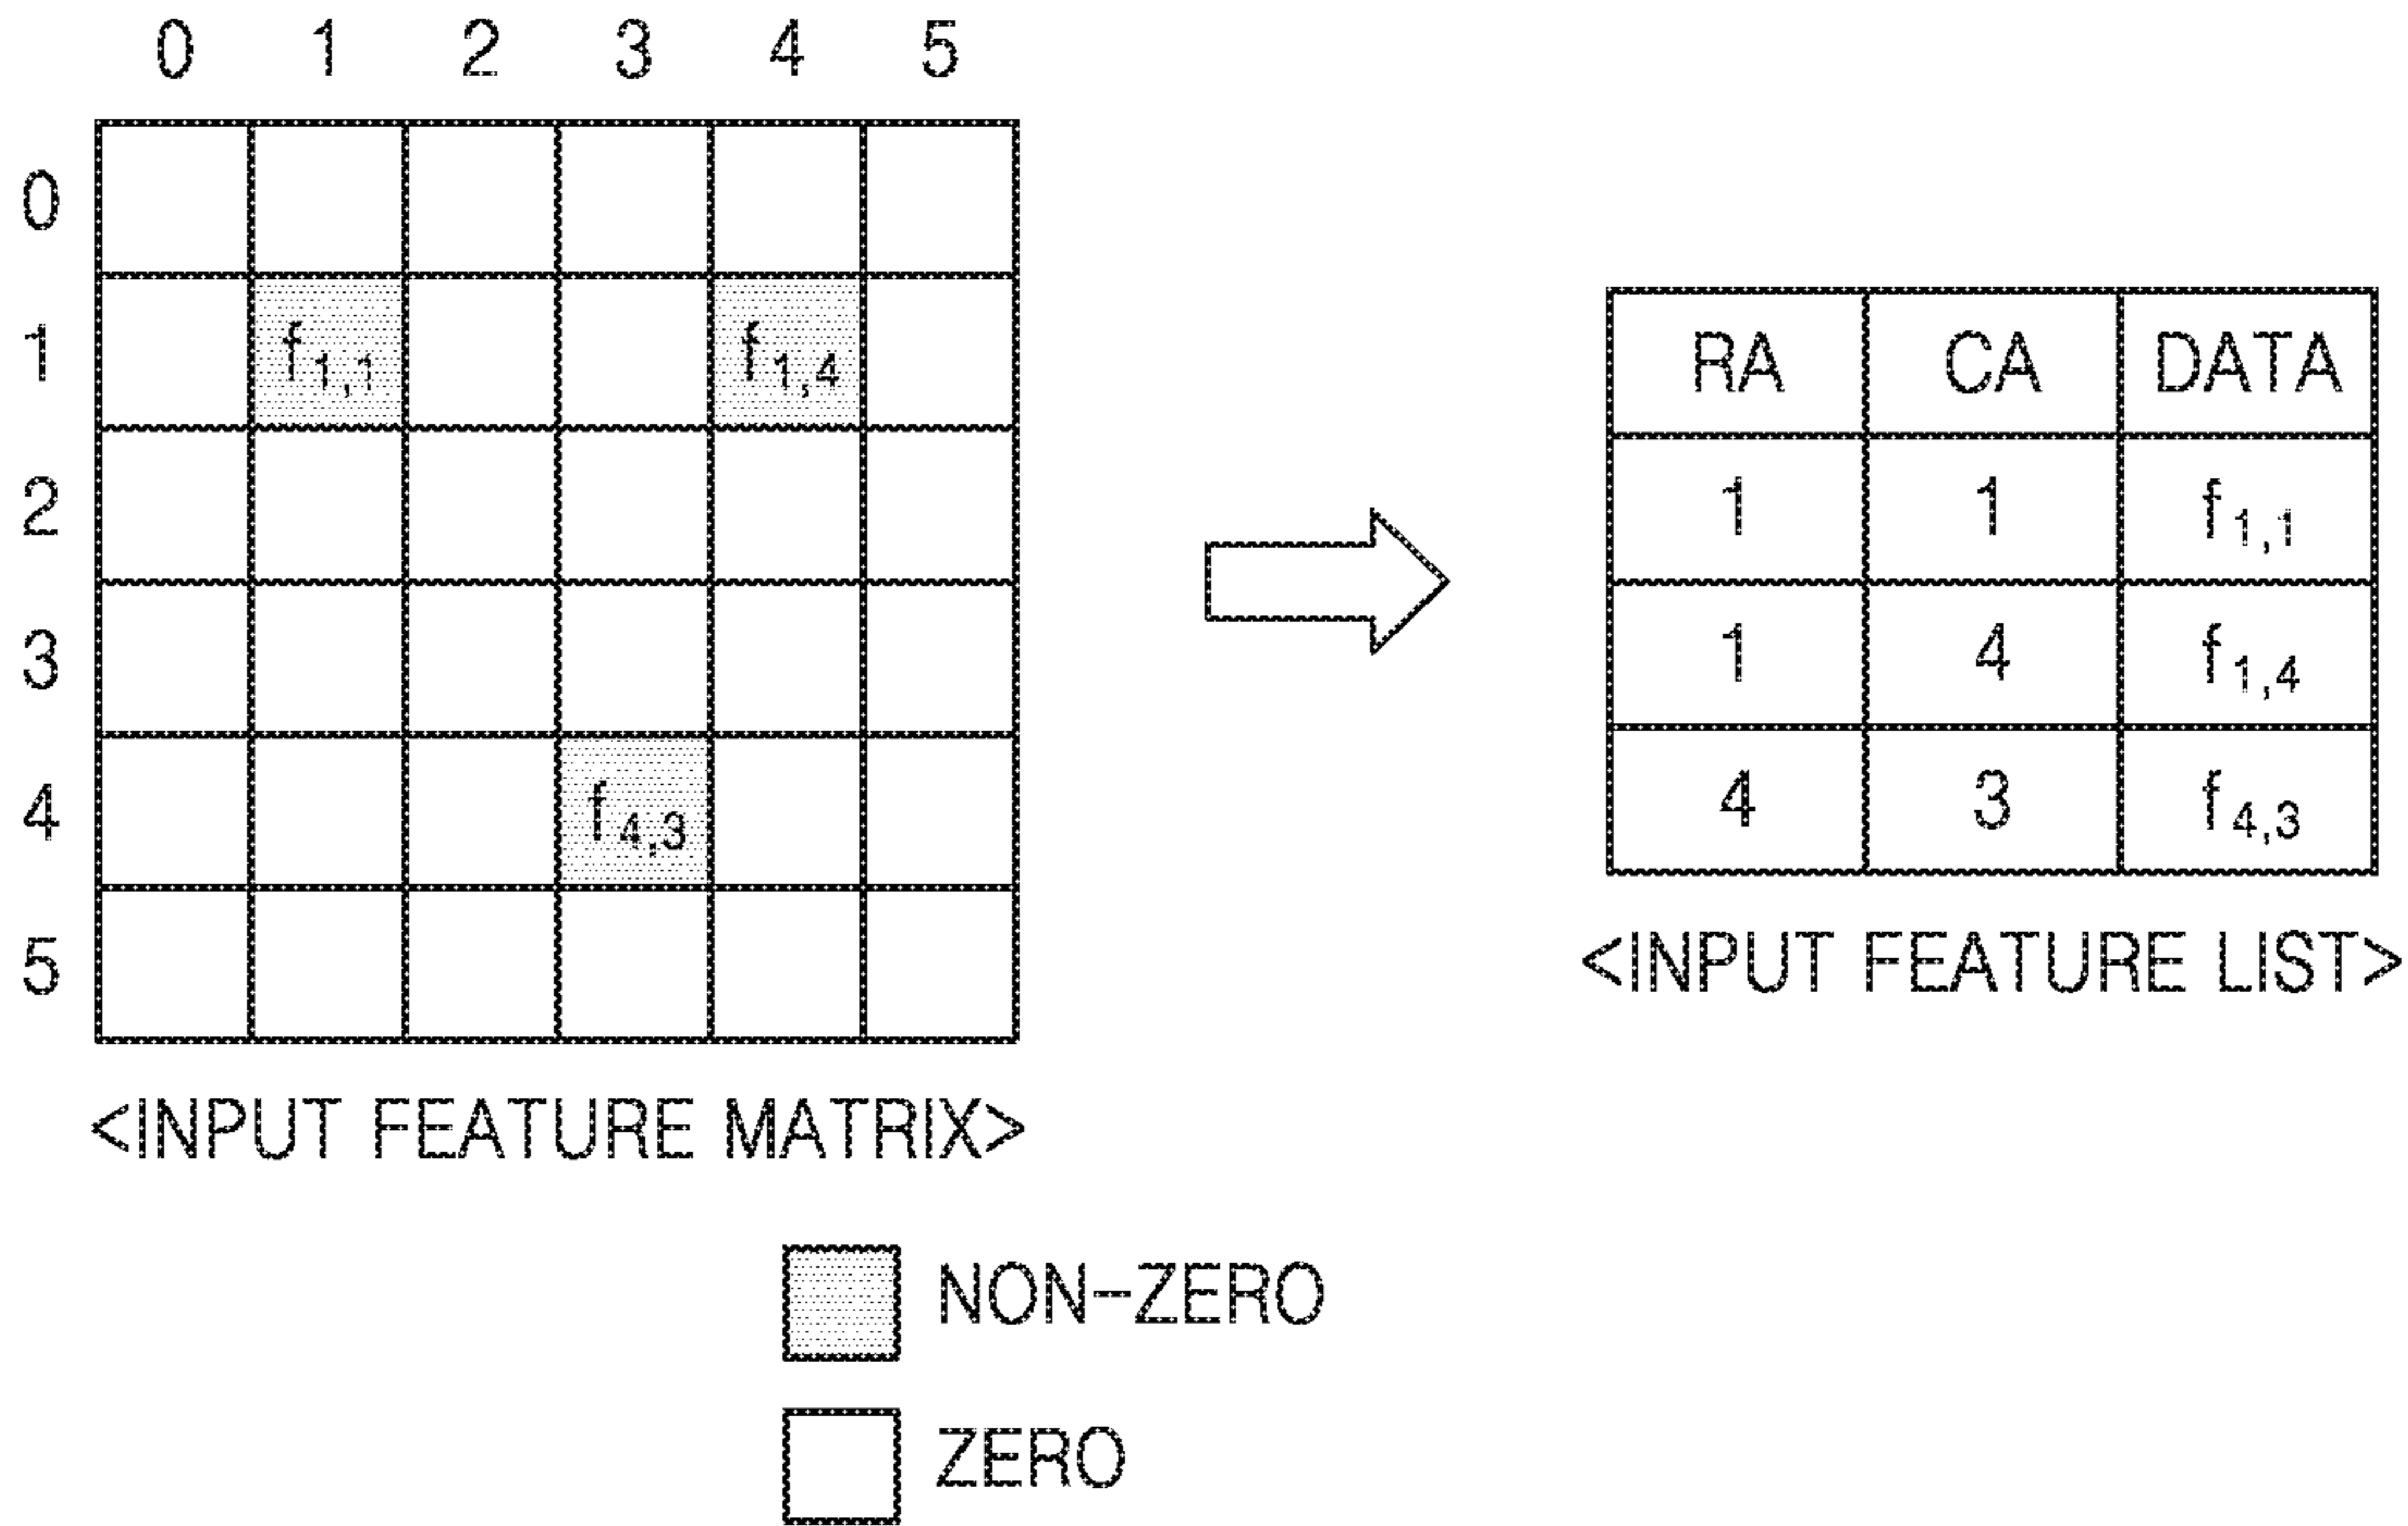 0 1 2 3 4 5
0
1 f1,1 f1,4
2
3
4 f4,3
5
<INPUT FEATURE MATRIX>
RA CA DATA
1 1 f1,1
1 4 f1,4
4 3 f4,3
<INPUT FEATURE LIST>
NON-ZERO
ZERO